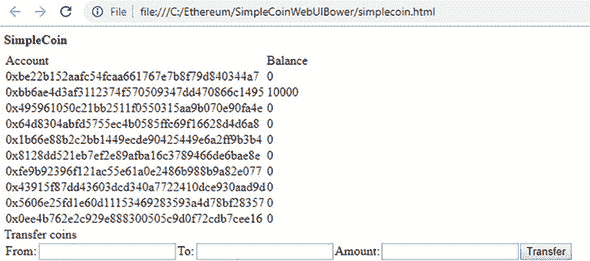 File | file:///C:/Ethereum/SimpleCoinWebUIBower/simplecoin.html
SimpleCoin
Account Balance
0xbe22b152aafc54fcaa661767e7b8f79d840344a7 0
0xbb6ae4d3af3112374f570509347dd470866c1495 10000
0x495961050c21bb2511f0550315aa9b070e90fa4e 0
0x64d8304abfd5755ec4b0585ffc69f16628d4d6a8 0
0x1b66e88b2c2bb1449ecde90425449e6a2ff9b3b4 0
0x8128dd521eb7ef2e89afba16c3789466de6bae8e 0
0xfe9b92396f121ac55e61a0e2486b988b9a82e077 0
0x43915f87dd43603dcd340a7722410dce930aad9d 0
0x5606e25fd1e60d11153469283593a4d78bf28357 0
0x0ee4b762e2c929e888300505c9d0f72cdb7cee16 0
Transfer coins
From: To: Amount: Transfer